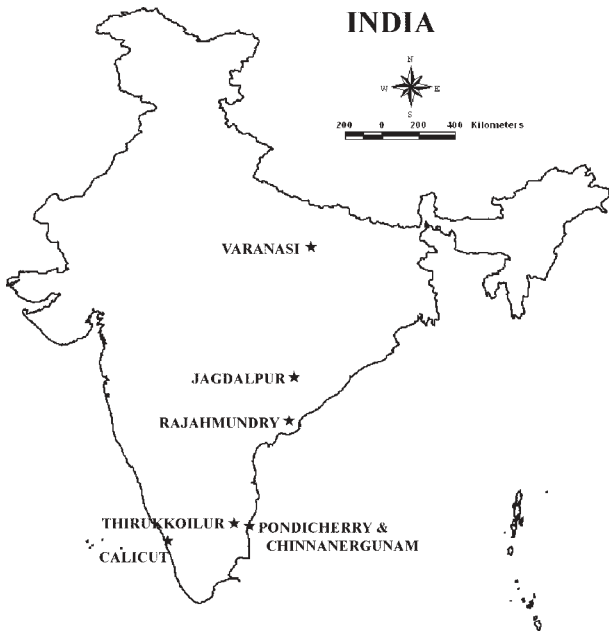 INDIA
N
W E
S
200 0 200 400 Kilometers
VARANASI
JAGDALPUR
RAJAHMUNDRY
THIRUKKOILUR
PONDICHERRY &
CHINNANERGUNAM
CALICUT